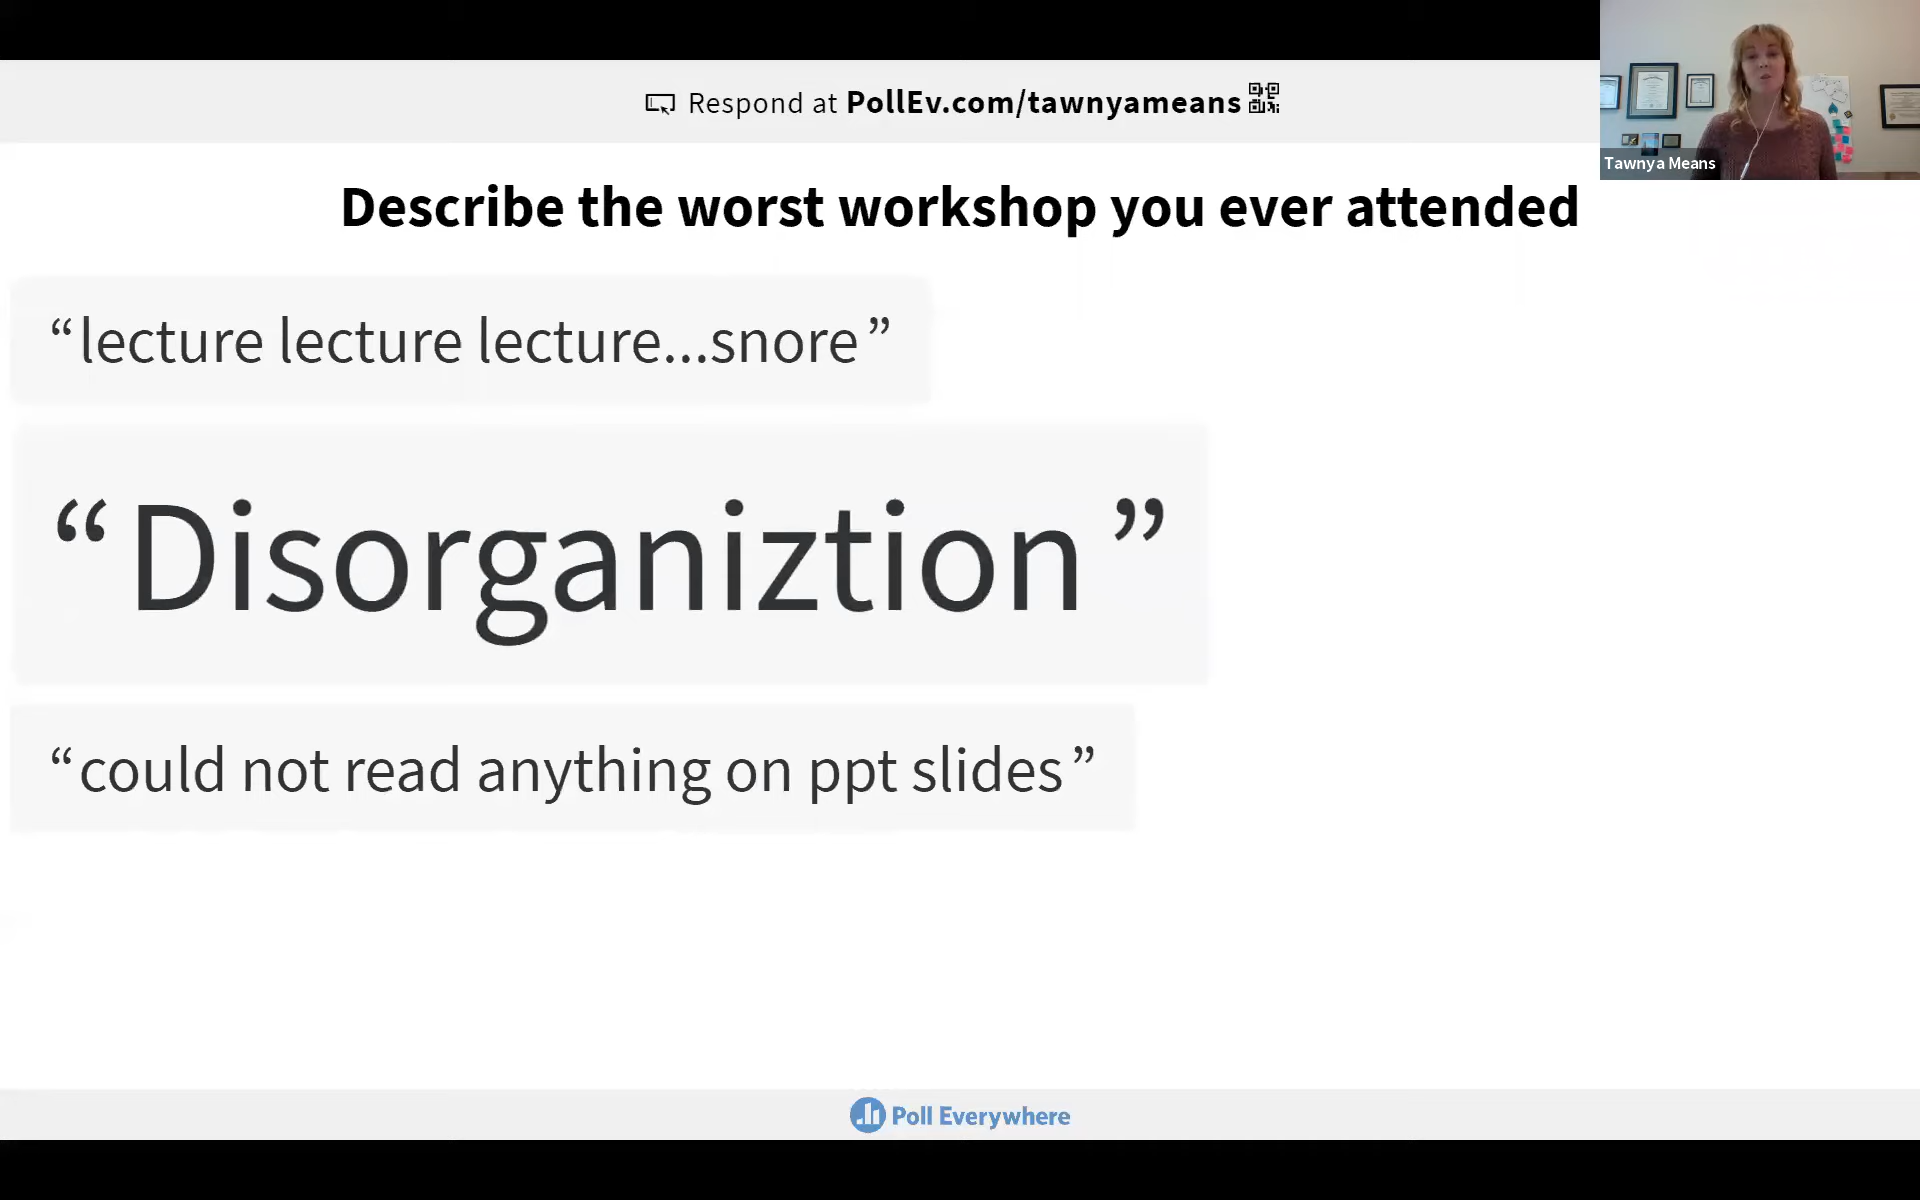 Respond at PollEv.com/tawnyameans
Tawnya Means
Describe the worst workshop you ever attended
“lecture lecture lecture...snore”
“Disorganiztion”
“could not read anything on ppt slides”
Poll Everywhere